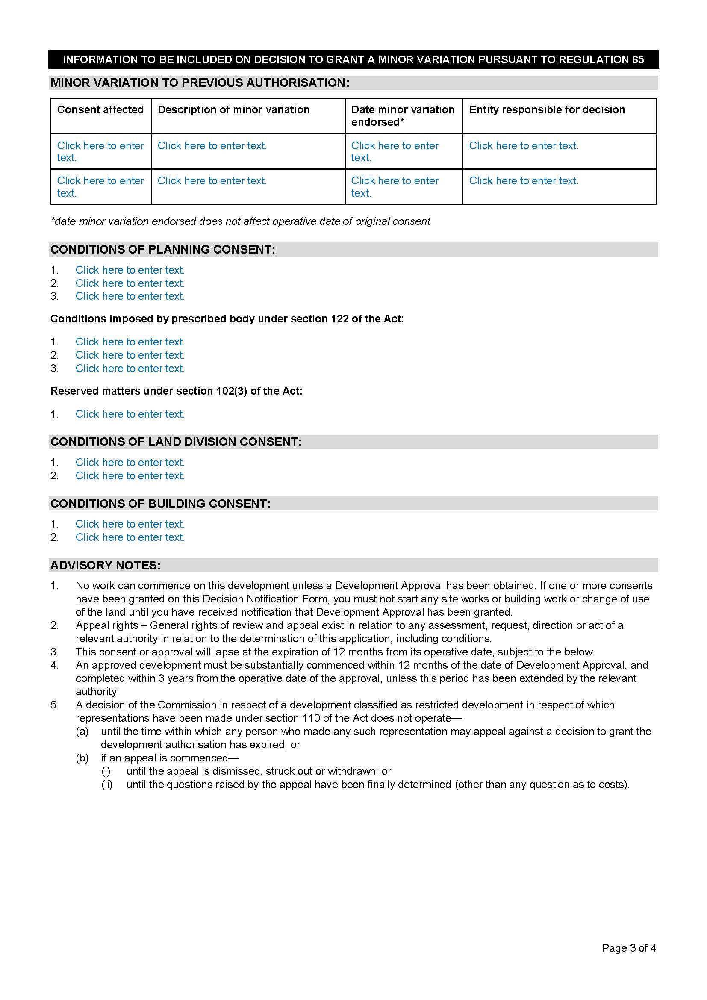 INFORMATION TO BE INCLUDED ON DECISION TO GRANT A MINOR VARIATION PURSUANT TO REGULATION 65
MINOR VARIATION TO PREVIOUS AUTHORISATION:
Consent affected
Description of minor variation
Date minor variation
endorsed*
Entity responsible for decision
Click here to enter
text.
Click here to enter text.
Click here to enter
text.
Click here to enter text.
Click here to enter
text.
Click here to enter text.
Click here to enter
text.
Click here to enter text.
*date minor variation endorsed does not affect operative date of original consent
CONDITIONS OF PLANNING CONSENT:
1. Click here to enter text.
2. Click here to enter text.
3. Click here to enter text.
Conditions imposed by prescribed body under section 122 of the Act:
1. Click here to enter text.
2. Click here to enter text.
3. Click here to enter text.
Reserved matters under section 102(3) of the Act:
1. Click here to enter text.
CONDITIONS OF LAND DIVISION CONSENT:
1. Click here to enter text.
2. Click here to enter text.
CONDITIONS OF BUILDING CONSENT:
1. Click here to enter text.
2. Click here to enter text.
ADVISORY NOTES:
1. No work can commence on this development unless a Development Approval has been obtained. If one or more consents
have been granted on this Decision Notification Form, you must not start any site works or building work or change of use
of the land until you have received notification that Development Approval has been granted.
2. Appeal rights – General rights of review and appeal exist in relation to any assessment, request, direction or act of a
relevant authority in relation to the determination of this application, including conditions.
3. This consent or approval will lapse at the expiration of 12 months from its operative date, subject to the below.
4. An approved development must be substantially commenced within 12 months of the date of Development Approval, and
completed within 3 years from the operative date of the approval, unless this period has been extended by the relevant
authority.
5. A decision of the Commission in respect of a development classified as restricted development in respect of which
representations have been made under section 110 of the Act does not operate—
(a) until the time within which any person who made any such representation may appeal against a decision to grant the
development authorisation has expired; or
(b) if an appeal is commenced—
(i) until the appeal is dismissed, struck out or withdrawn; or
(ii) until the questions raised by the appeal have been finally determined (other than any question as to costs).
Page 3 of 4